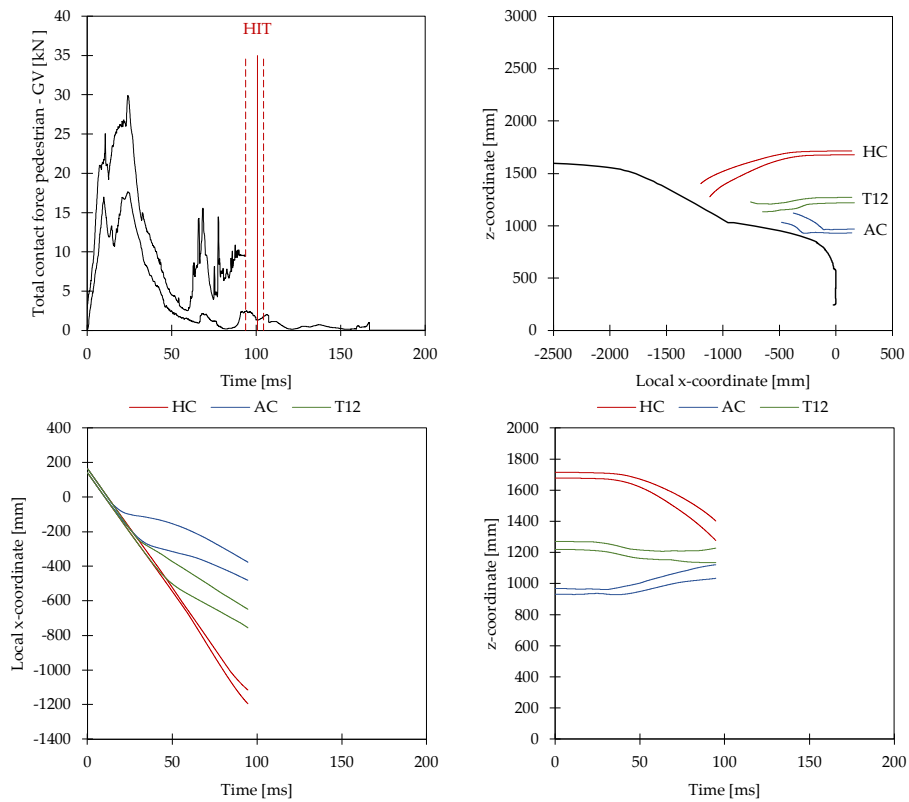 Total contact force pedestrian - GV [kN]
40
35
30
25
20
15
10
5
0
HIT
0 50 100 150 200
Time [ms]
z-coordinate [mm]
3000
2500
2000
1500
1000
500
0
HC
T12
AC
-2500 -2000 -1500 -1000 -500 0 500
Local x-coordinate [mm]
HC AC T12
Local x-coordinate [mm]
400
200
0
-200
-400
-600
-800
-1000
-1200
-1400
0 50 100 150 200
Time [ms]
HC AC T12
z-coordinate [mm]
2000
1800
1600
1400
1200
1000
800
600
400
200
0
0 50 100 150 200
Time [ms]